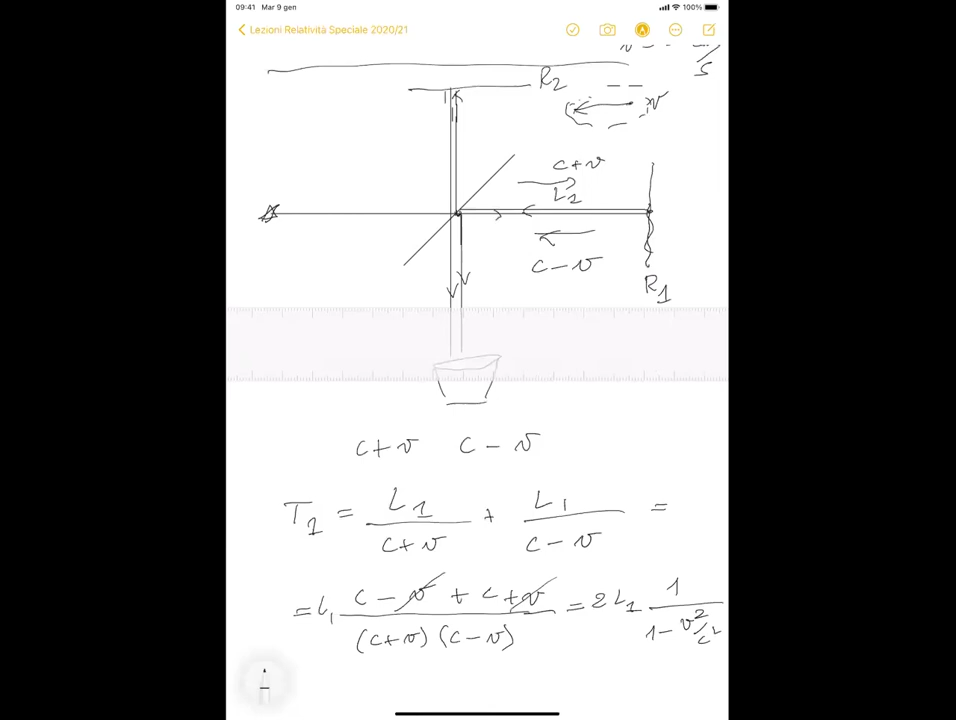 09:41 Mar 9 gen 100%
Lezioni Relatività Speciale 2020/21
S
R2
v
c+v
L2
c-v
R1
c+v c-v
T1 = L1/(c+v) + L1/(c-v) =
= L1 (c-v+c+v)/((c+v)(c-v)) = 2L1 1/(1-v²/c²)